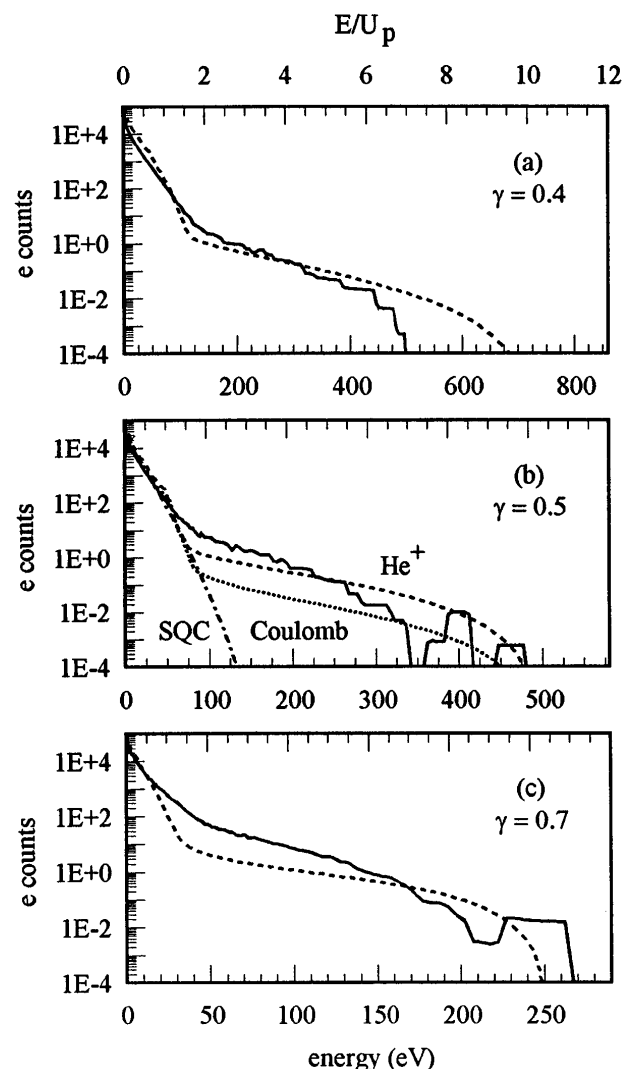 E/Up
0 2 4 6 8 10 12
1E+4
1E+2
1E+0
1E-2
1E-4
e counts
(a)
γ = 0.4
0 200 400 600 800
1E+4
1E+2
1E+0
1E-2
1E-4
e counts
(b)
γ = 0.5
He+
SQC Coulomb
0 100 200 300 400 500
1E+4
1E+2
1E+0
1E-2
1E-4
e counts
(c)
γ = 0.7
0 50 100 150 200 250
energy (eV)